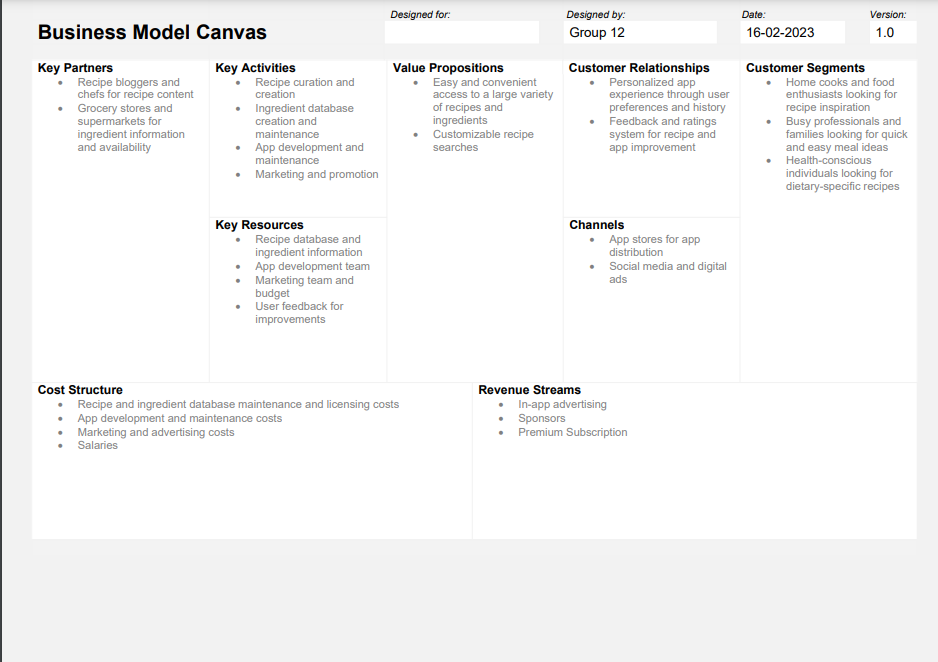 Designed for:
Designed by:
Date:
Version:
Business Model Canvas
Group 12
16-02-2023
1.0
Key Partners
• Recipe bloggers and
chefs for recipe content
• Grocery stores and
supermarkets for
ingredient information
and availability
Key Activities
• Recipe curation and
creation
• Ingredient database
creation and
maintenance
• App development and
maintenance
• Marketing and promotion
Key Resources
• Recipe database and
ingredient information
• App development team
• Marketing team and
budget
• User feedback for
improvements
Value Propositions
• Easy and convenient
access to a large variety
of recipes and
ingredients
• Customizable recipe
searches
Customer Relationships
• Personalized app
experience through user
preferences and history
• Feedback and ratings
system for recipe and
app improvement
Channels
• App stores for app
distribution
• Social media and digital
ads
Customer Segments
• Home cooks and food
enthusiasts looking for
recipe inspiration
• Busy professionals and
families looking for quick
and easy meal ideas
• Health-conscious
individuals looking for
dietary-specific recipes
Cost Structure
• Recipe and ingredient database maintenance and licensing costs
• App development and maintenance costs
• Marketing and advertising costs
• Salaries
Revenue Streams
• In-app advertising
• Sponsors
• Premium Subscription